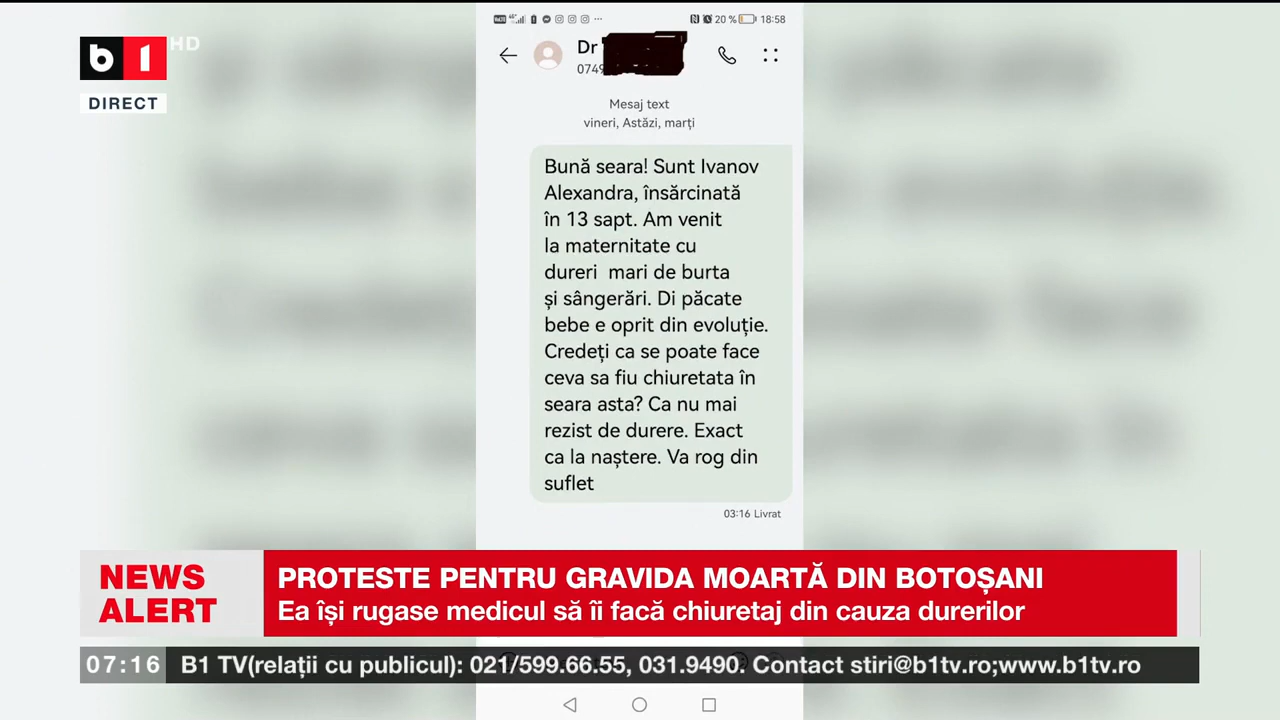 b1
HD
DIRECT
20 %
18:58
Dr
0749
Mesaj text
vineri, Astăzi, marți
Bună seara! Sunt Ivanov
Alexandra, însărcinată
în 13 sapt. Am venit
la maternitate cu
dureri  mari de burta
și sângerări. Di păcate
bebe e oprit din evoluție.
Credeți ca se poate face
ceva sa fiu chiuretata în
seara asta? Ca nu mai
rezist de durere. Exact
ca la naștere. Va rog din
suflet
03:16 Livrat
NEWS
ALERT
PROTESTE PENTRU GRAVIDA MOARTĂ DIN BOTOȘANI
Ea își rugase medicul să îi facă chiuretaj din cauza durerilor
07:16
B1 TV(relații cu publicul): 021/599.66.55, 031.9490. Contact stiri@b1tv.ro;www.b1tv.ro